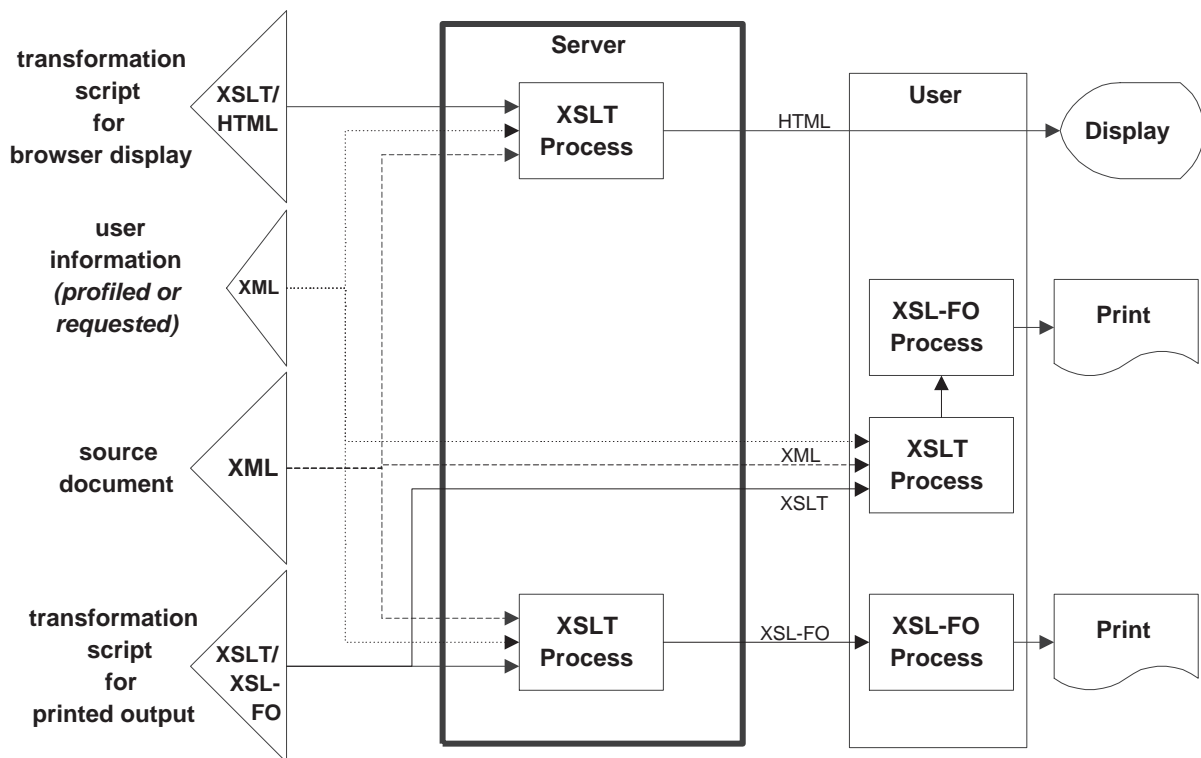 transformation
script
for
browser display
XSLT/
HTML
Server
XSLT
Process
HTML
User
Display
user
information
(profiled or
requested)
XML
XSL-FO
Process
Print
source
document
XML
XML
XSLT
XSLT
Process
transformation
script
for
printed output
XSLT/
XSL-
FO
XSLT
Process
XSL-FO
XSL-FO
Process
Print